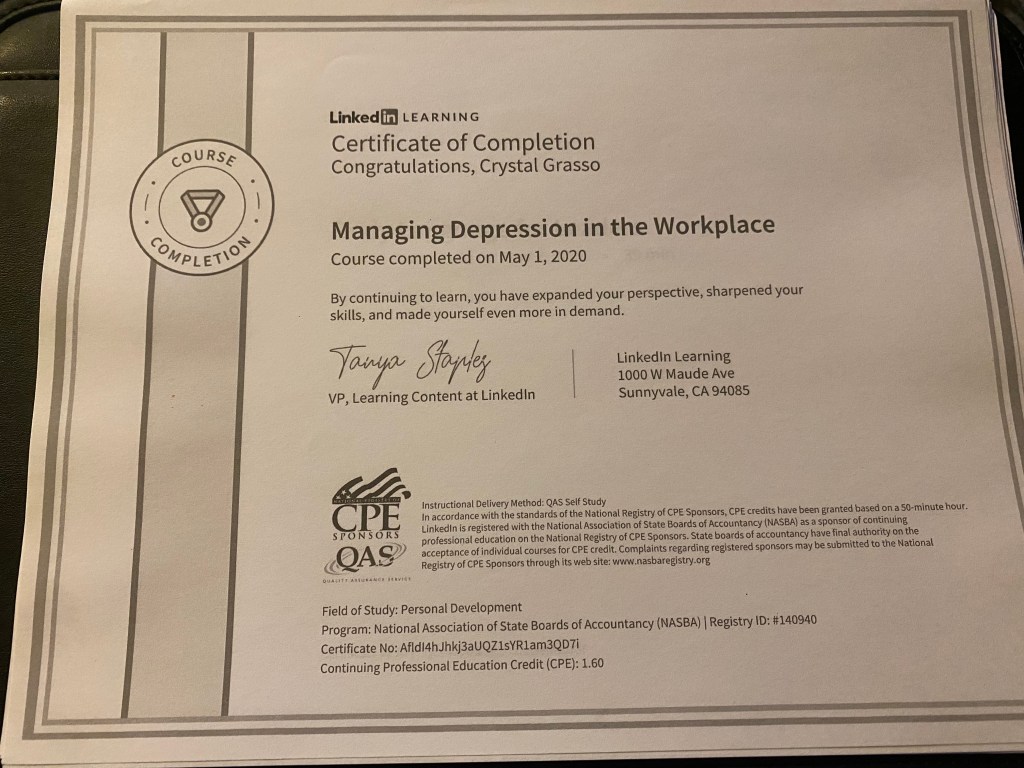 COURSE
COMPLETION
Linkedin LEARNING
Certificate of Completion
Congratulations, Crystal Grasso
Managing Depression in the Workplace
Course completed on May 1, 2020
By continuing to learn, you have expanded your perspective, sharpened your
skills, and made yourself even more in demand.
Tanya Staples
VP, Learning Content at LinkedIn
LinkedIn Learning
1000 W Maude Ave
Sunnyvale, CA 94085
CPE
SPONSORS
QAS
QUALITY ASSURANCE SERVICE
Instructional Delivery Method: QAS Self Study
In accordance with the standards of the National Registry of CPE Sponsors, CPE credits have been granted based on a 50-minute hour.
LinkedIn is registered with the National Association of State Boards of Accountancy (NASBA) as a sponsor of continuing
professional education on the National Registry of CPE Sponsors. State boards of accountancy have final authority on the
acceptance of individual courses for CPE credit. Complaints regarding registered sponsors may be submitted to the National
Registry of CPE Sponsors through its web site: www.nasbaregistry.org
Field of Study: Personal Development
Program: National Association of State Boards of Accountancy (NASBA) | Registry ID: #140940
Certificate No: AfldI4hJhkj3aUQZ1sYR1am3QD7i
Continuing Professional Education Credit (CPE): 1.60